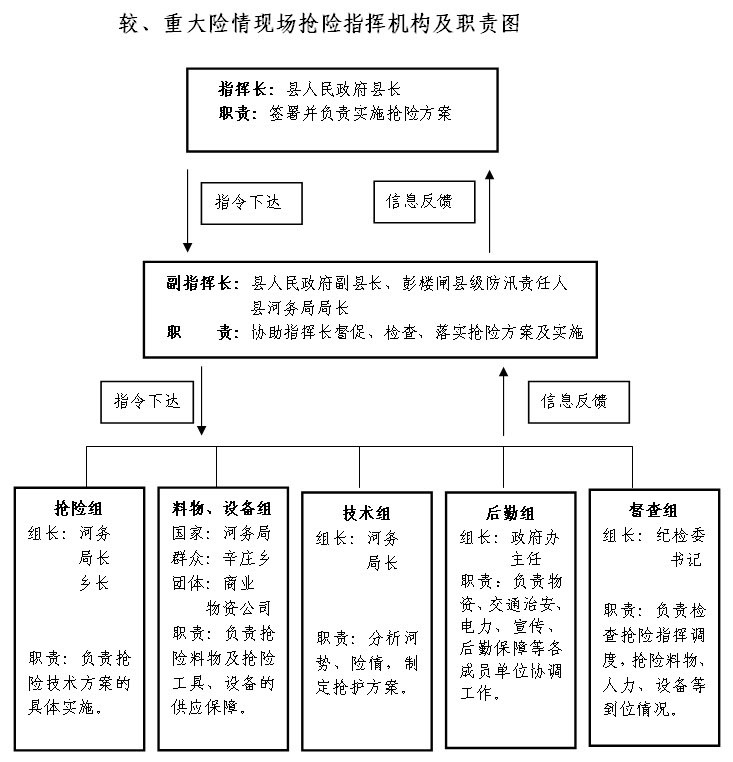 较、重大险情现场抢险指挥机构及职责图
指挥长：县人民政府县长
职责：签署并负责实施抢险方案
指令下达
信息反馈
副指挥长：县人民政府副县长、彭楼闸县级防汛责任人
县河务局局长
职　　责：协助指挥长督促、检查、落实抢险方案及实施
指令下达
信息反馈
抢险组
组长：河务
局长
乡长
职责：负责抢
险技术方案的
具体实施。
料物、设备组
国家：河务局
群众：辛庄乡
团体：商业
物资公司
职责：负责抢
险料物及抢险
工具、设备的
供应保障。
技术组
组长：河务
局长
职责：分析河
势、险情，制
定抢护方案。
后勤组
组长：政府办
主任
职责：负责物
资、交通治安、
电力、宣传、
后勤保障等各
成员单位协调
工作。
督查组
组长：纪检委
书记
职责：负责检
查抢险指挥调
度，抢险料物、
人力、设备等
到位情况。